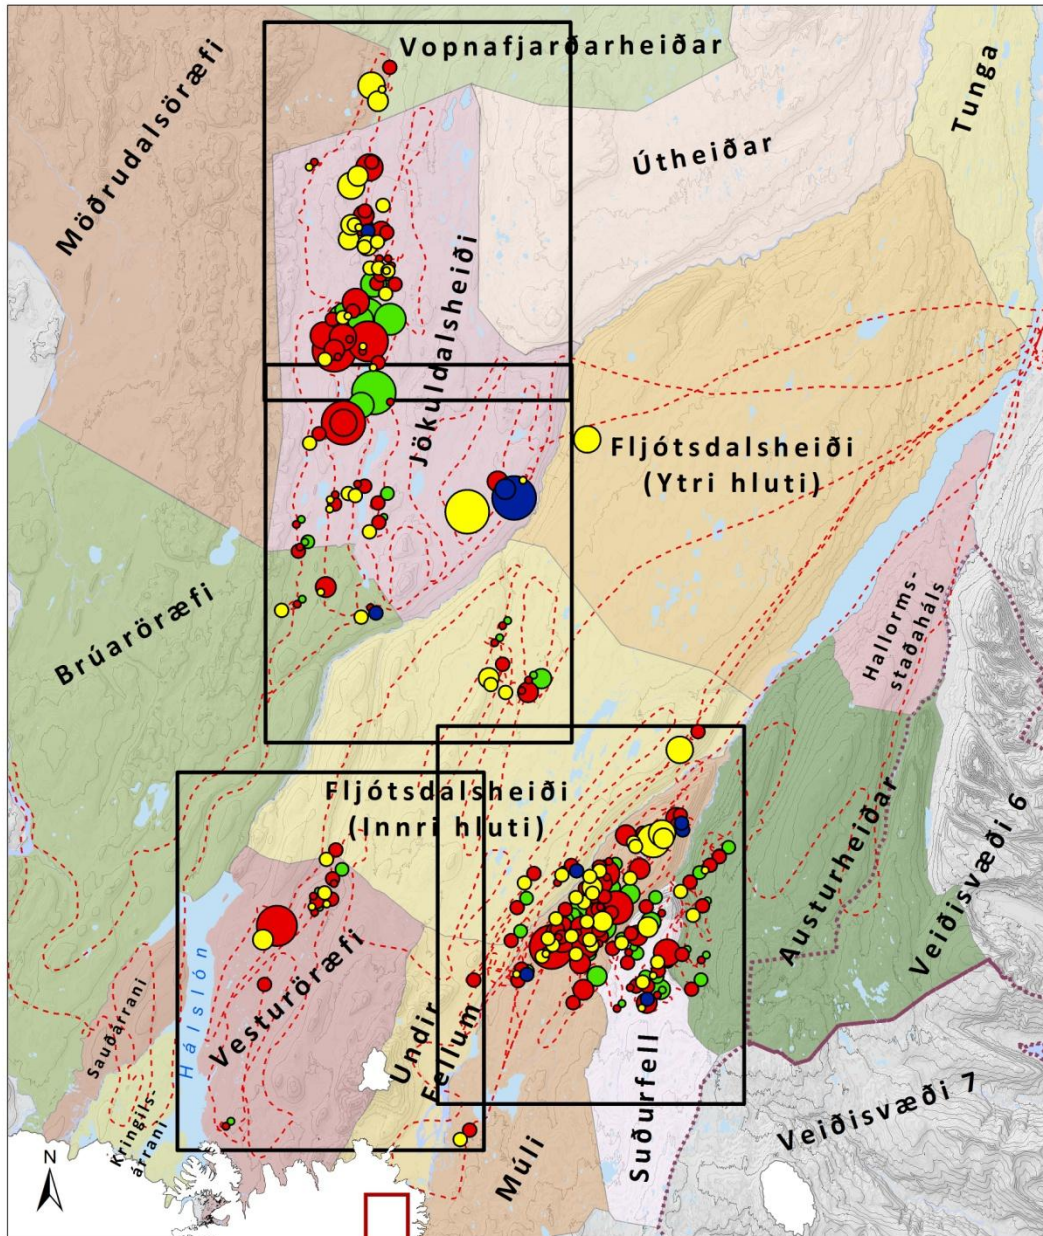 Vopnafjarðarheiðar
Möðrudalsöræfi
Tunga
Útheiðar
Jökuldalsheiði
Fljótsdalsheiði
(Ytri hluti)
Brúaröræfi
Hallorms-
staðaháls
Fljótsdalsheiði
(Innri hluti)
Austurheiðar
Veiðisvæði 6
Vesturöræfi
Hálslón
Sauðárrani
Kringils-
árrani
Undir
Fellum
Múli
Suðurfell
Veiðisvæði 7
N